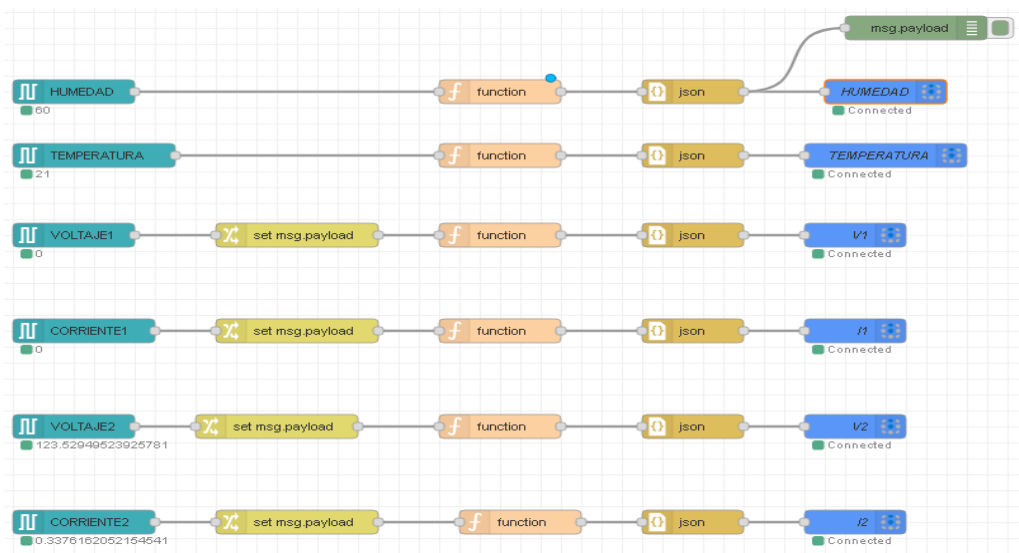 msg.payload
HUMEDAD function json HUMEDAD
60 Connected
TEMPERATURA function json TEMPERATURA
21 Connected
VOLTAJE1 set msg.payload function json V1
0 Connected
CORRIENTE1 set msg.payload function json I1
0 Connected
VOLTAJE2 set msg.payload function json V2
123.52949523925781 Connected
CORRIENTE2 set msg.payload function json I2
0.3376162052154541 Connected